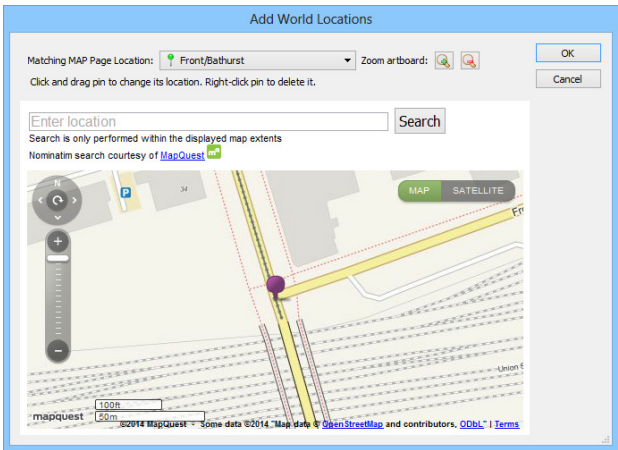 Add World Locations
Matching MAP Page Location: Front/Bathurst Zoom artboard:
OK
Click and drag pin to change its location. Right-click pin to delete it.
Cancel
Enter location Search
Search is only performed within the displayed map extents
Nominatim search courtesy of MapQuest mq
N
P
34
MAP SATELLITE
Fr
Union S
100ft
50m
mapquest
©2014 MapQuest - Some data ©2014 "Map data © OpenStreetMap and contributors, ODbL" | Terms